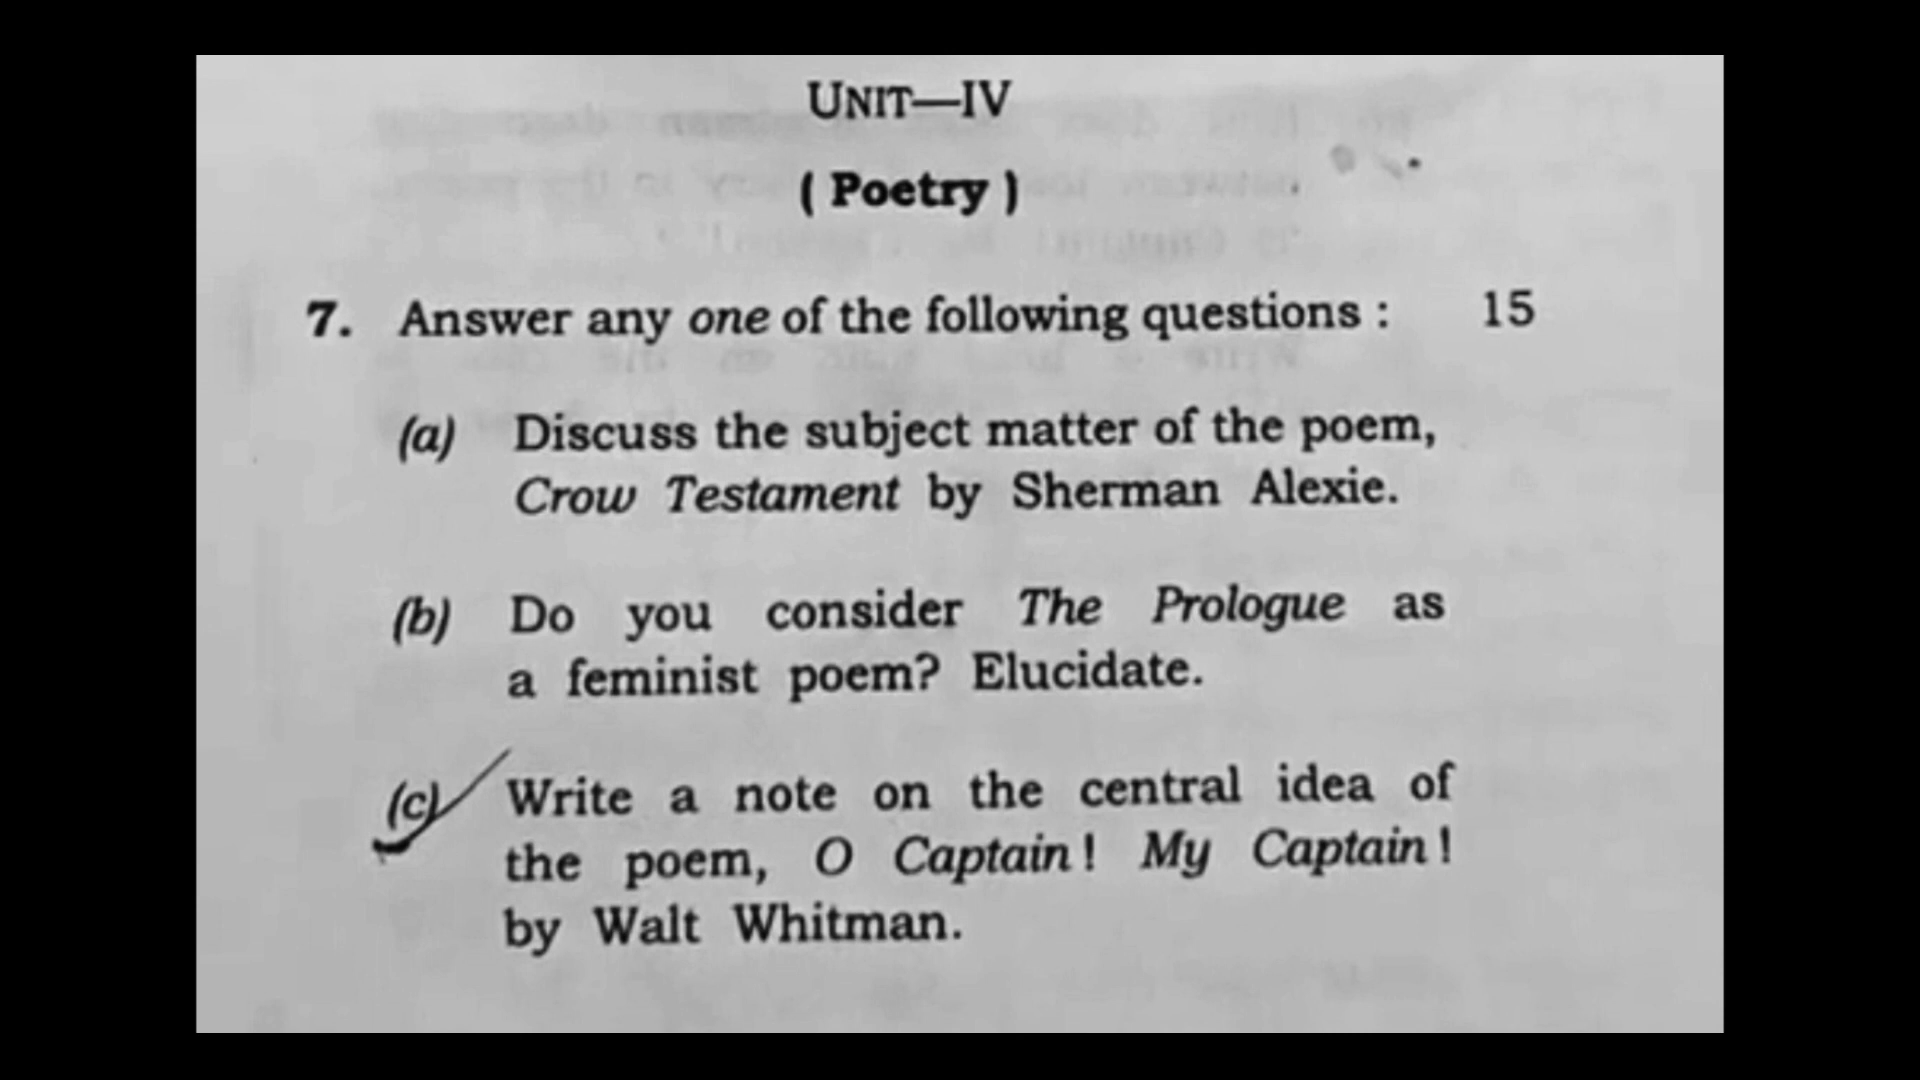 UNIT—IV
( Poetry )
7. Answer any one of the following questions : 15
(a) Discuss the subject matter of the poem,
Crow Testament by Sherman Alexie.
(b) Do you consider The Prologue as
a feminist poem? Elucidate.
(c) Write a note on the central idea of
the poem, O Captain! My Captain!
by Walt Whitman.